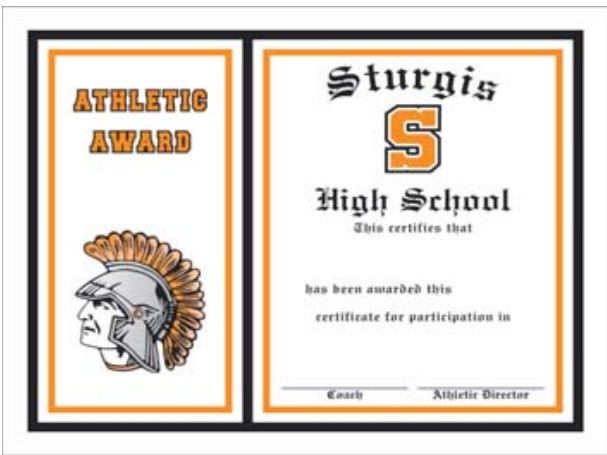 ATHLETIC
AWARD
Sturgis
S
High School
This certifies that
has been awarded this
certificate for participation in
Coach Athletic Director